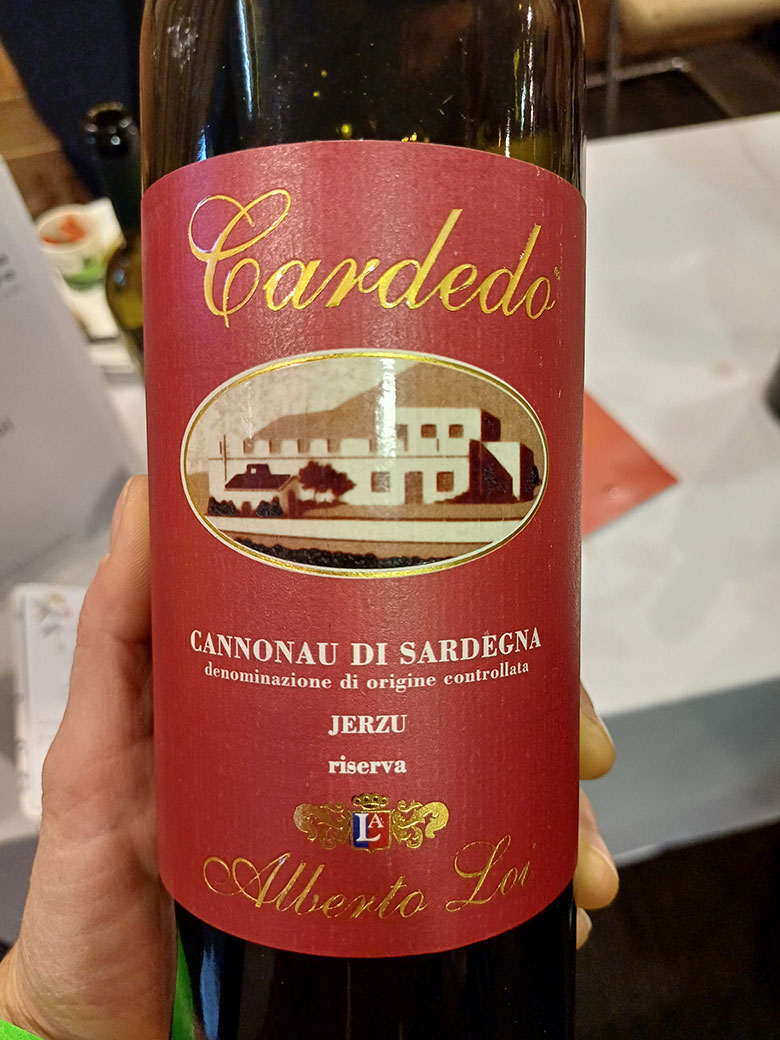 Cardedo®
CANNONAU DI SARDEGNA
denominazione di origine controllata
JERZU
riserva
LA
Alberto Loi